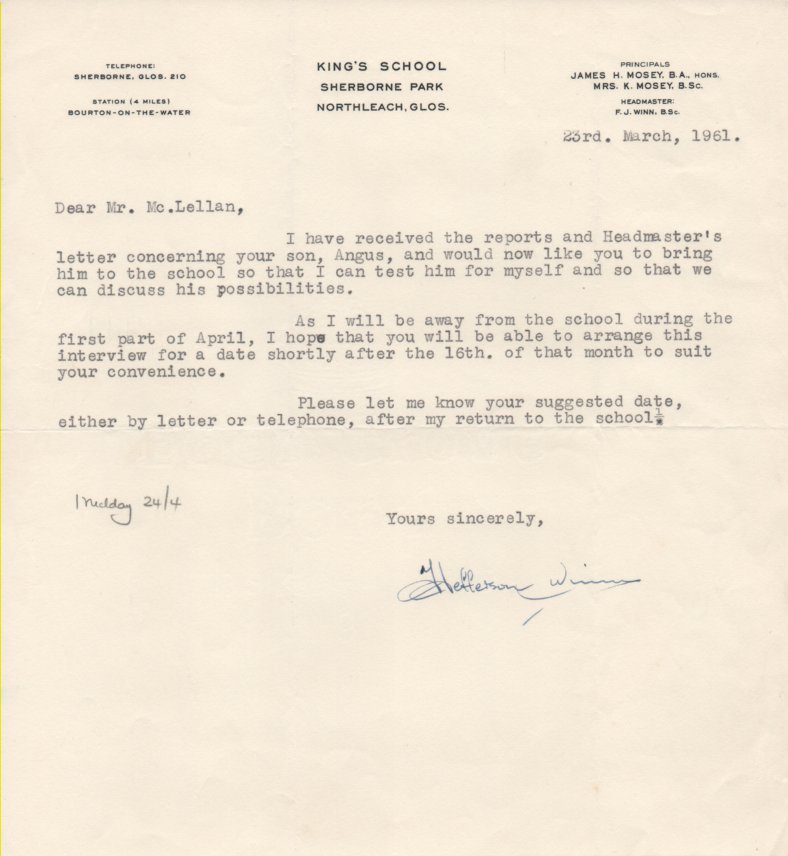 TELEPHONE:
SHERBORNE, GLOS. 210
STATION (4 MILES)
BOURTON-ON-THE-WATER
KING'S SCHOOL
SHERBORNE PARK
NORTHLEACH, GLOS.
PRINCIPALS
JAMES H. MOSEY, B.A., HONS.
MRS. K. MOSEY, B.Sc.
HEADMASTER:
F. J. WINN, B.Sc.
23rd. March, 1961.
Dear Mr. Mc.Lellan,
I have received the reports and Headmaster's
letter concerning your son, Angus, and would now like you to bring
him to the school so that I can test him for myself and so that we
can discuss his possibilities.
As I will be away from the school during the
first part of April, I hope that you will be able to arrange this
interview for a date shortly after the 16th. of that month to suit
your convenience.
Please let me know your suggested date,
either by letter or telephone, after my return to the school.
24/4
Yours sincerely,
Jefferson Winn